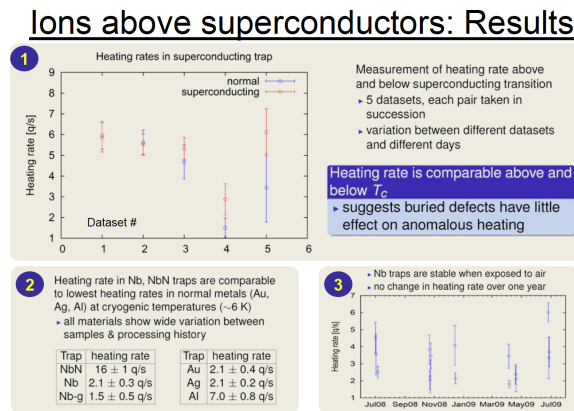 Ions above superconductors: Results
1
Heating rates in superconducting trap
normal
superconducting
Heating rate [q/s]
9
8
7
6
5
4
3
2
1
Dataset #
0 1 2 3 4 5 6
Measurement of heating rate above
and below superconducting transition
▸ 5 datasets, each pair taken in
succession
▸ variation between different datasets
and different days
Heating rate is comparable above and
below Tc
▸ suggests buried defects have little
effect on anomalous heating
2
Heating rate in Nb, NbN traps are comparable
to lowest heating rates in normal metals (Au,
Ag, Al) at cryogenic temperatures (~6 K)
▸ all materials show wide variation between
samples & processing history
Trap heating rate
NbN 16 ± 1 q/s
Nb 2.1 ± 0.3 q/s
Nb-g 1.5 ± 0.5 q/s
Trap heating rate
Au 2.1 ± 0.4 q/s
Ag 2.1 ± 0.2 q/s
Al 7.0 ± 0.8 q/s
3
▸ Nb traps are stable when exposed to air
▸ no change in heating rate over one year
Heating rate [q/s]
7
6
5
4
3
2
1
Jul08 Sep08 Nov08 Jan09 Mar09 May09 Jul09